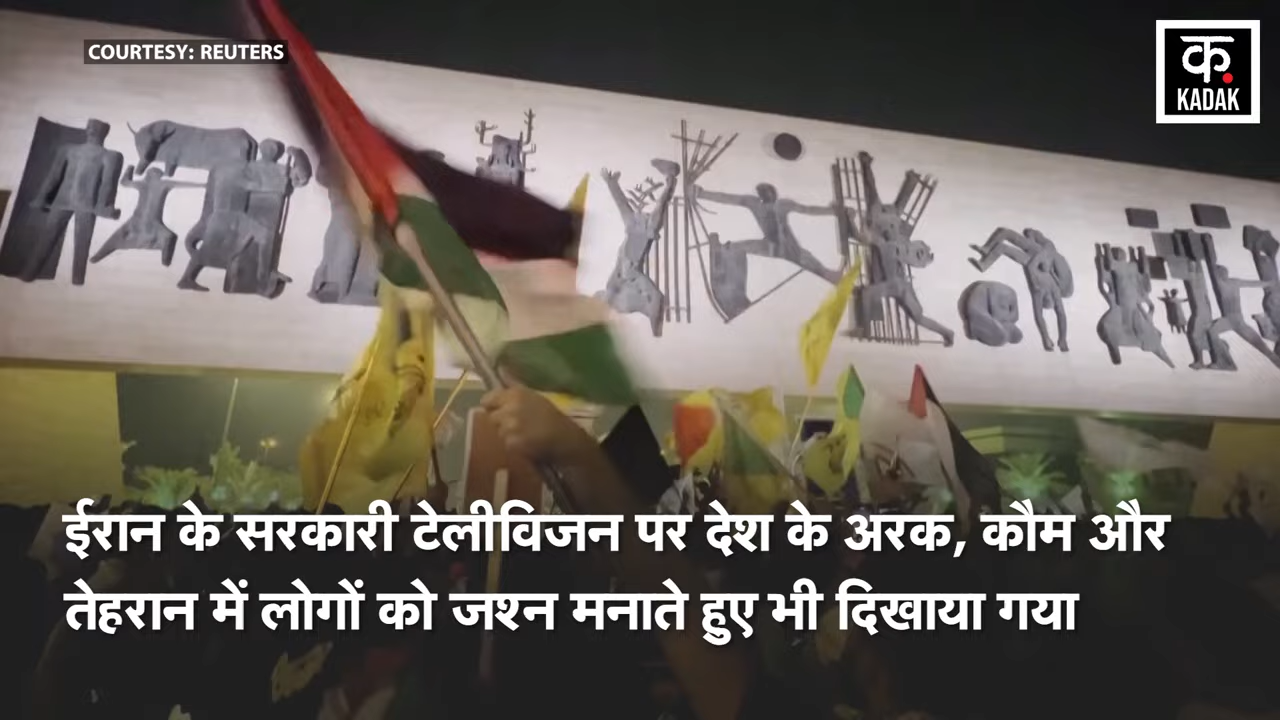 COURTESY: REUTERS
क.
KADAK
ईरान के सरकारी टेलीविजन पर देश के अरक, कौम और
तेहरान में लोगों को जश्न मनाते हुए भी दिखाया गया